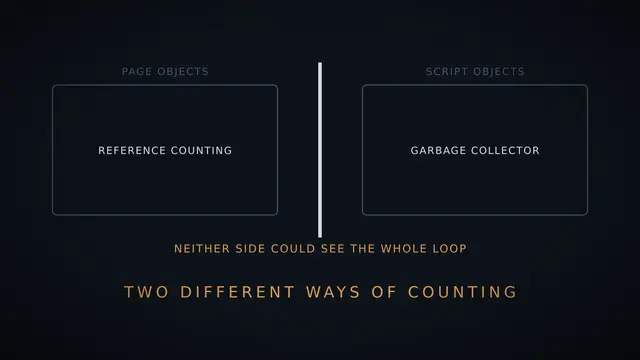 PAGE OBJECTS
SCRIPT OBJECTS
REFERENCE COUNTING
GARBAGE COLLECTOR
NEITHER SIDE COULD SEE THE WHOLE LOOP
TWO DIFFERENT WAYS OF COUNTING